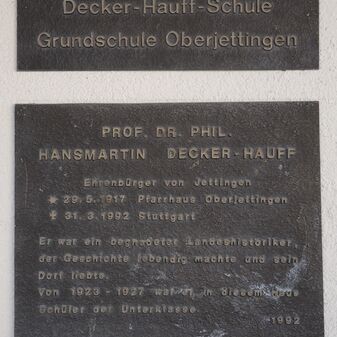 Decker-Hauff-Schule
Grundschule Oberjettingen
PROF. DR. PHIL.
HANSMARTIN DECKER-HAUFF
Ehrenbürger von Jettingen
* 29.5.1917 Pfarrhaus Oberjettingen
✝ 31.3.1992 Stuttgart
Er war ein begnadeter Landeshistoriker,
der Geschichte lebendig machte und sein
Dorf liebte.
Von 1923 - 1927 war er in diesem Haus
Schüler der Unterklasse.
1992